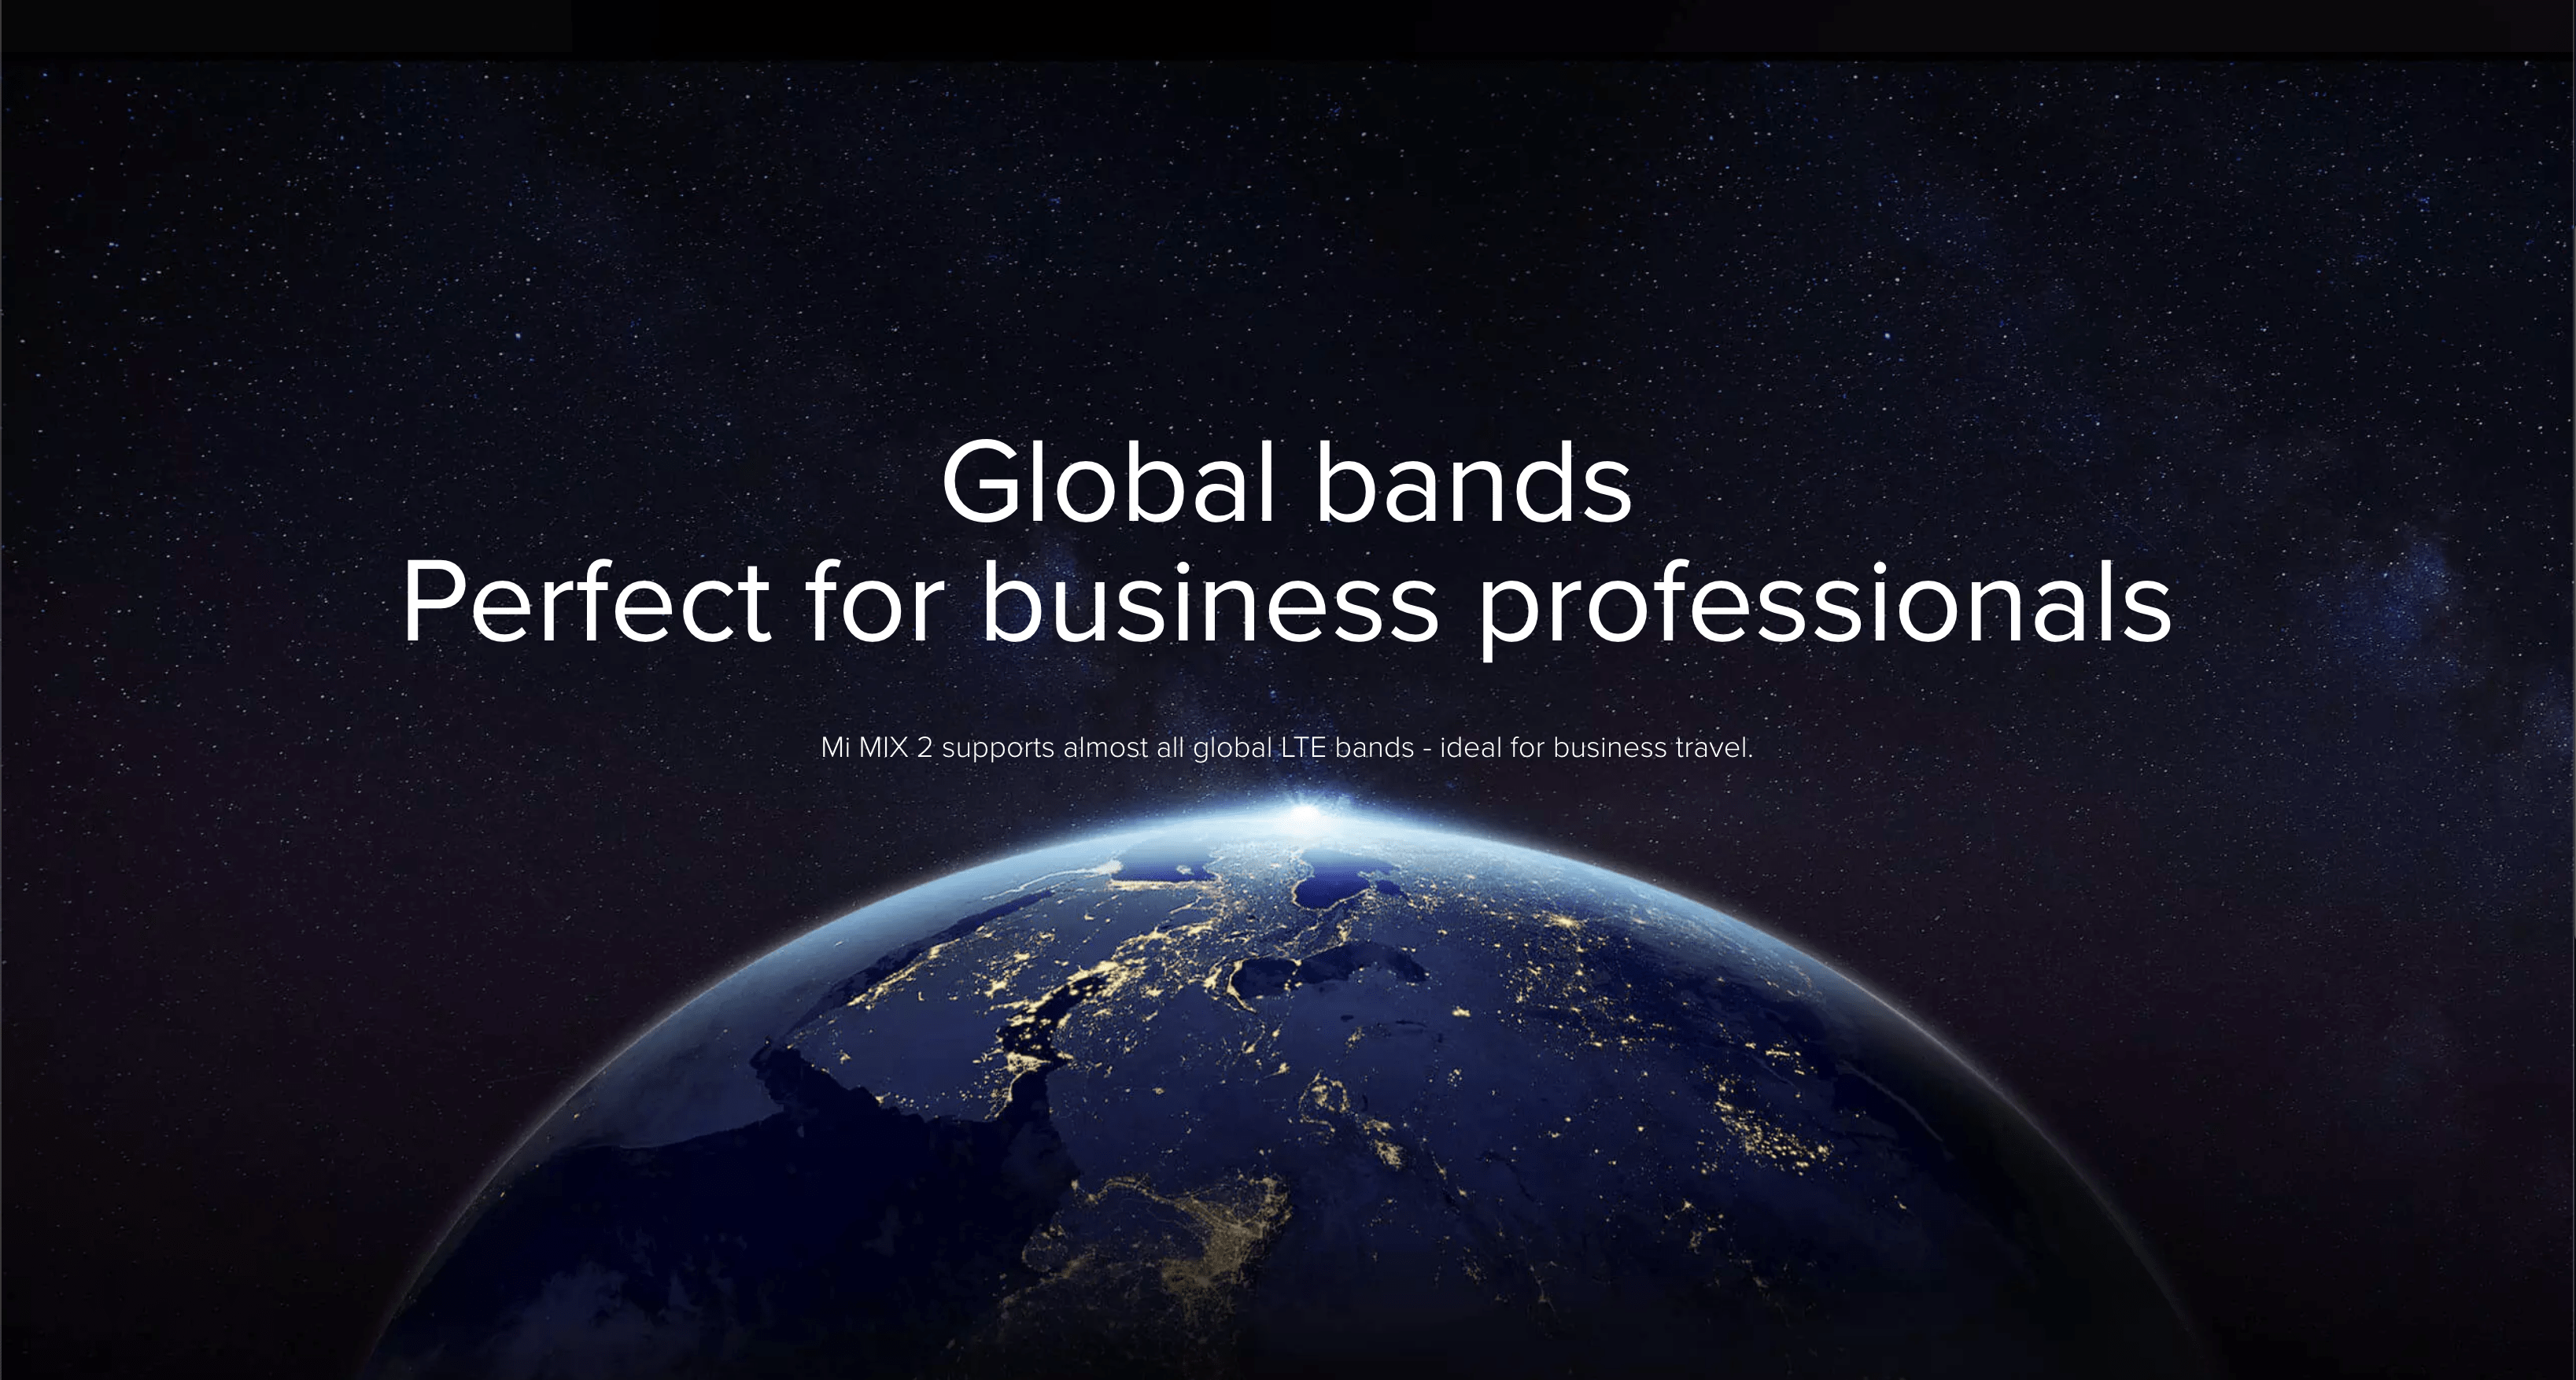 Global bands
Perfect for business professionals
Mi MIX 2 supports almost all global LTE bands - ideal for business travel.